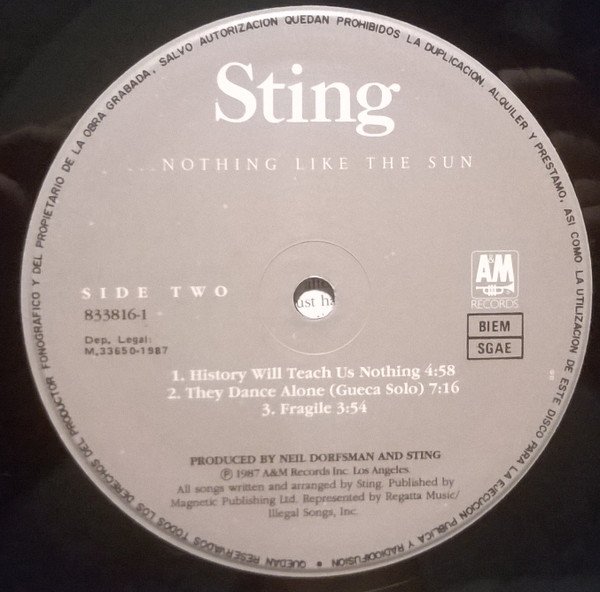 QUEDAN RESERVADOS TODOS LOS DERECHOS DEL PRODUCTOR FONOGRAFICO Y DEL PROPIETARIO DE LA OBRA GRABADA, SALVO AUTORIZACION QUEDAN PROHIBIDOS LA DUPLICACION, ALQUILER Y PRESTAMO, ASI COMO LA UTILIZACION DE ESTE DISCO PARA LA EJECUCION PUBLICA Y RADIODIFUSION •
Sting
...NOTHING LIKE THE SUN
SIDE TWO
833816-1
Dep. Legal:
M,33650-1987
A&M
RECORDS
BIEM
SGAE
1. History Will Teach Us Nothing 4:58
2. They Dance Alone (Gueca Solo) 7:16
3. Fragile 3:54
PRODUCED BY NEIL DORFSMAN AND STING
℗ 1987 A&M Records Inc. Los Angeles.
All songs written and arranged by Sting. Published by
Magnetic Publishing Ltd. Represented by Regatta Music/
Illegal Songs, Inc.